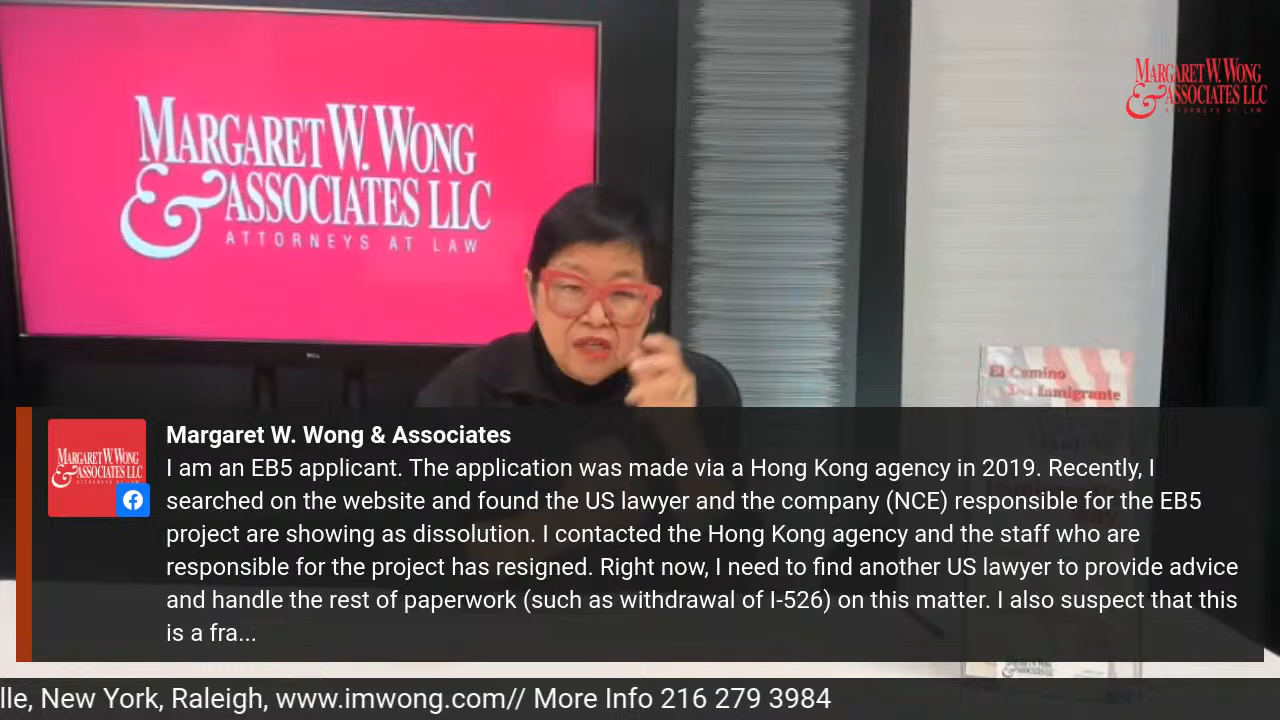 MARGARET W. WONG
& ASSOCIATES LLC
ATTORNEYS AT LAW
MARGARET W. WONG
& ASSOCIATES LLC
ATTORNEYS AT LAW
DELL
El Camino
Del Inmigrante
MARGARET W. WONG
& ASSOCIATES LLC
Margaret W. Wong & Associates
I am an EB5 applicant. The application was made via a Hong Kong agency in 2019. Recently, I
searched on the website and found the US lawyer and the company (NCE) responsible for the EB5
project are showing as dissolution. I contacted the Hong Kong agency and the staff who are
responsible for the project has resigned. Right now, I need to find another US lawyer to provide advice
and handle the rest of paperwork (such as withdrawal of I-526) on this matter. I also suspect that this
is a fra...
lle, New York, Raleigh, www.imwong.com// More Info 216 279 3984